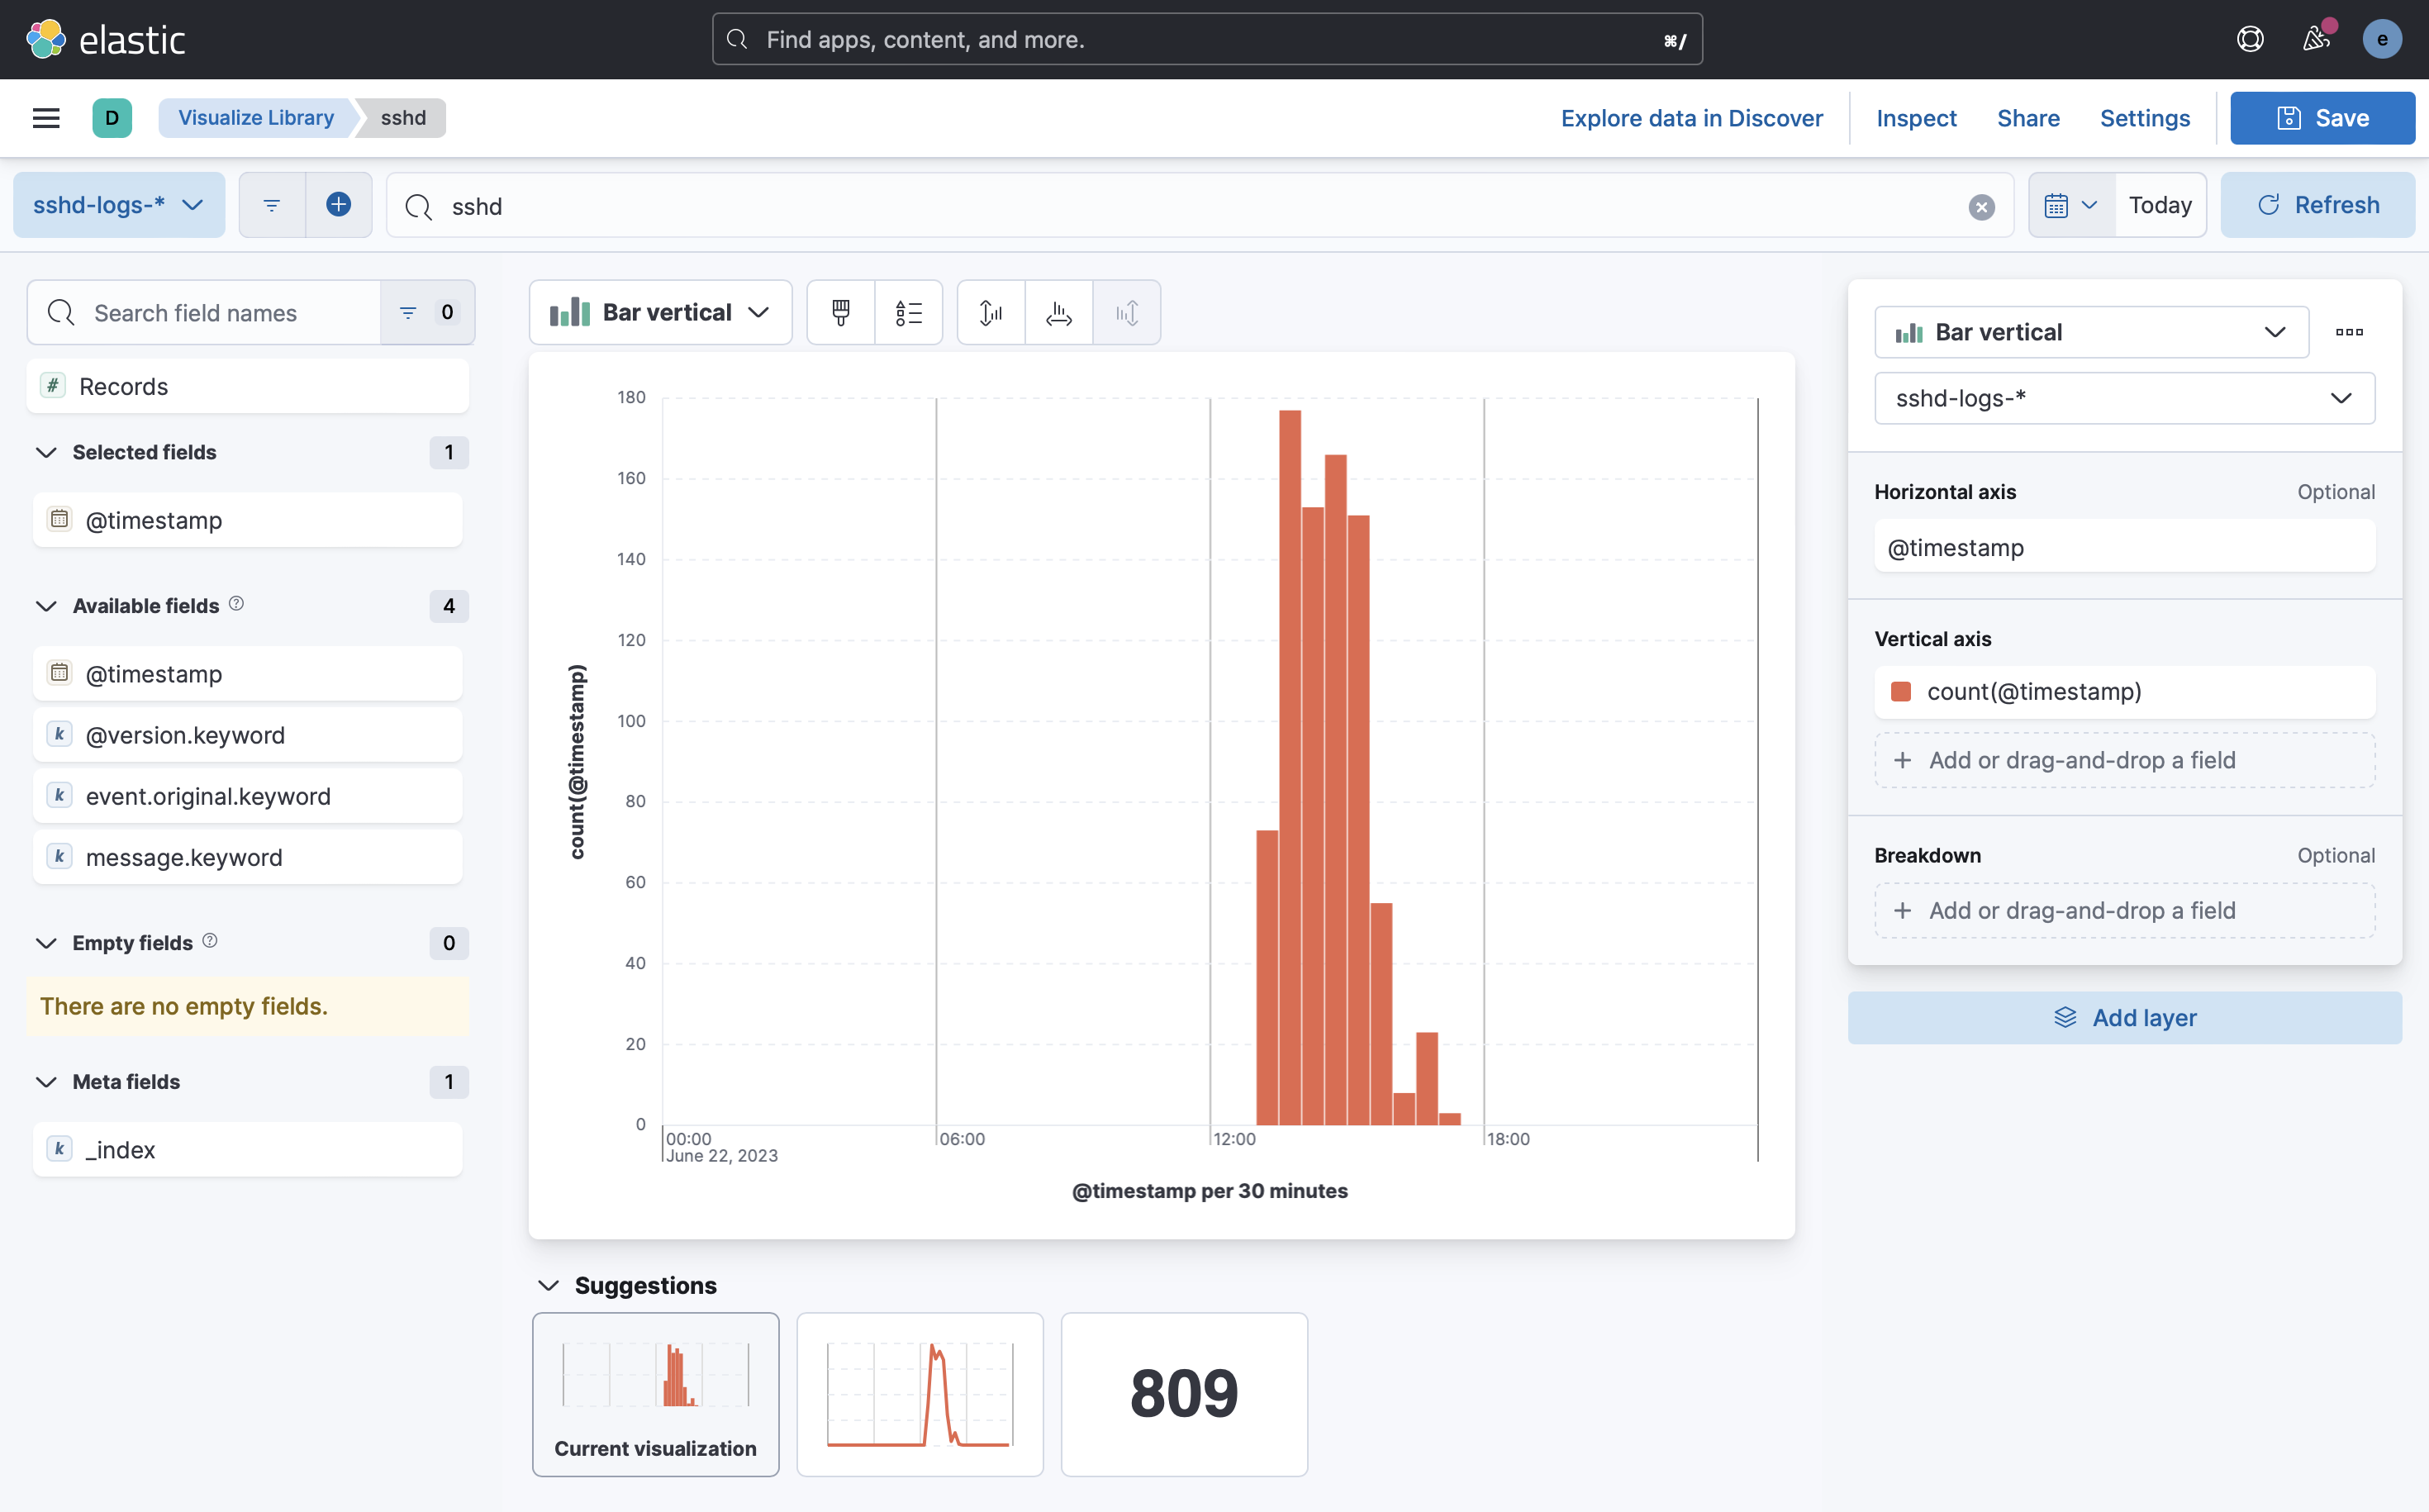 elastic
Find apps, content, and more.
⌘/
e
D
Visualize Library
sshd
Explore data in Discover
Inspect
Share
Settings
Save
sshd-logs-*
sshd
Today
Refresh
Search field names
0
# Records
Selected fields
1
@timestamp
Available fields
4
@timestamp
k @version.keyword
k event.original.keyword
k message.keyword
Empty fields
0
There are no empty fields.
Meta fields
1
k _index
Bar vertical
180
160
140
120
100
80
60
40
20
0
count(@timestamp)
00:00
June 22, 2023
06:00
12:00
18:00
@timestamp per 30 minutes
Suggestions
Current visualization
809
Bar vertical
sshd-logs-*
Horizontal axis
Optional
@timestamp
Vertical axis
count(@timestamp)
+ Add or drag-and-drop a field
Breakdown
Optional
+ Add or drag-and-drop a field
Add layer